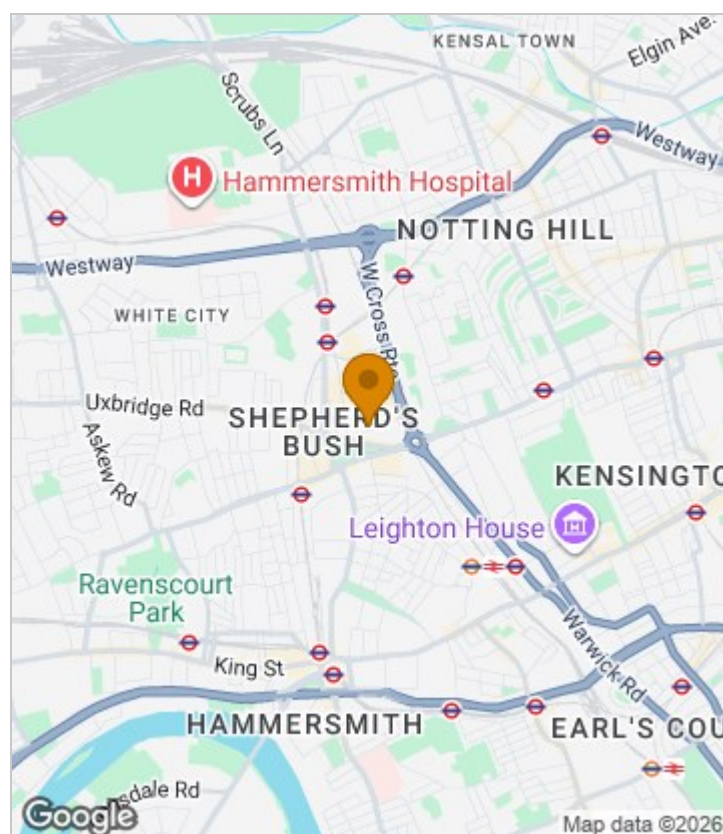 KENSAL TOWN
Elgin Ave.
Scrubs Ln
Westway
H
Hammersmith Hospital
NOTTING HILL
Westway
W Cross Rte
WHITE CITY
Uxbridge Rd
SHEPHERD'S
BUSH
Askew Rd
KENSINGTO
Leighton House
Ravenscourt
Park
Warwick Rd
King St
HAMMERSMITH
EARL'S COU
sdale Rd
Google
Map data ©2026